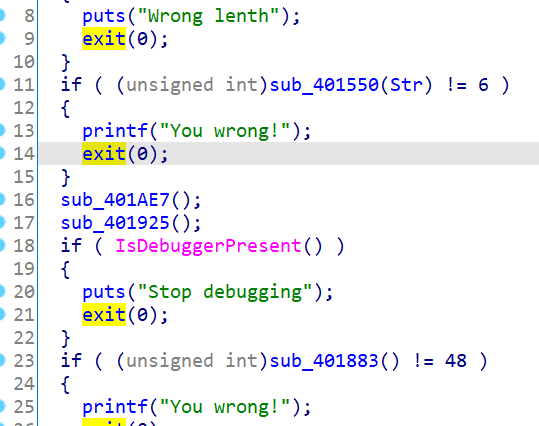 8 puts("Wrong lenth");
9 exit(0);
10 }
11 if ( (unsigned int)sub_401550(Str) != 6 )
12 {
13 printf("You wrong!");
14 exit(0);
15 }
16 sub_401AE7();
17 sub_401925();
18 if ( IsDebuggerPresent() )
19 {
20 puts("Stop debugging");
21 exit(0);
22 }
23 if ( (unsigned int)sub_401883() != 48 )
24 {
25 printf("You wrong!");